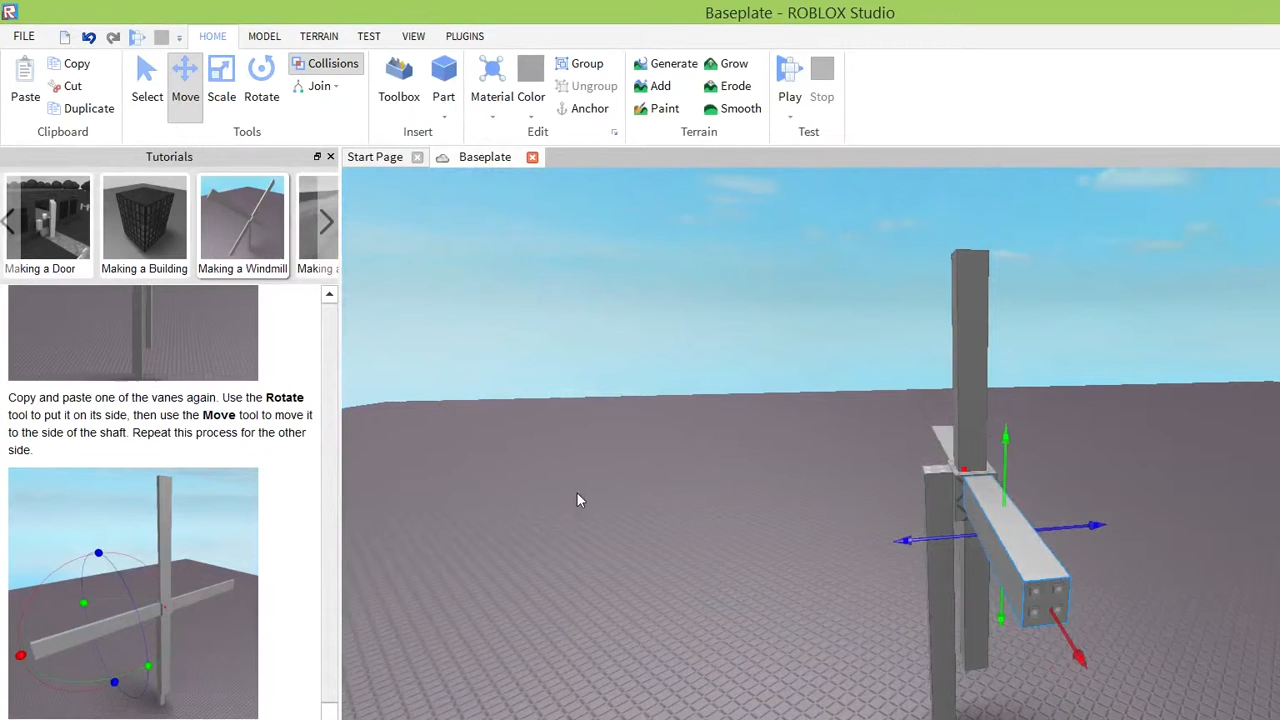 Baseplate - ROBLOX Studio
FILE HOME MODEL TERRAIN TEST VIEW PLUGINS
Copy Collisions Group Generate Grow
Cut Join Ungroup Add Erode
Paste Duplicate Select Move Scale Rotate Toolbox Part Material Color Anchor Paint Smooth Play Stop
Clipboard Tools Insert Edit Terrain Test
Tutorials Start Page Baseplate
Making a Door Making a Building Making a Windmill Making a
Copy and paste one of the vanes again. Use the Rotate
tool to put it on its side, then use the Move tool to move it
to the side of the shaft. Repeat this process for the other
side.